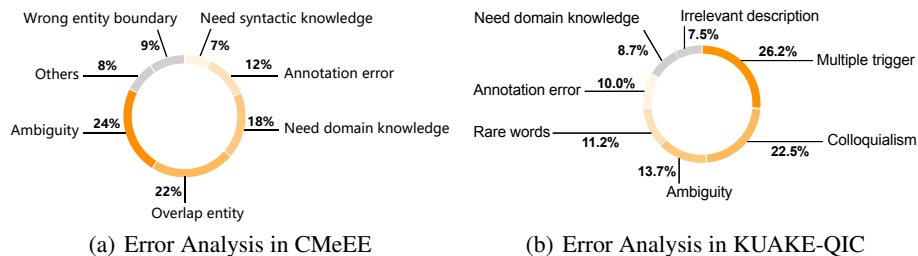 Wrong entity boundary
9%
Need syntactic knowledge
7%
Others
8%
12%
Annotation error
Ambiguity
24%
18%
Need domain knowledge
22%
Overlap entity
(a) Error Analysis in CMeEE
Need domain knowledge
8.7%
Irrelevant description
7.5%
26.2%
Multiple trigger
Annotation error
10.0%
Rare words
11.2%
22.5%
Colloquialism
13.7%
Ambiguity
(b) Error Analysis in KUAKE-QIC